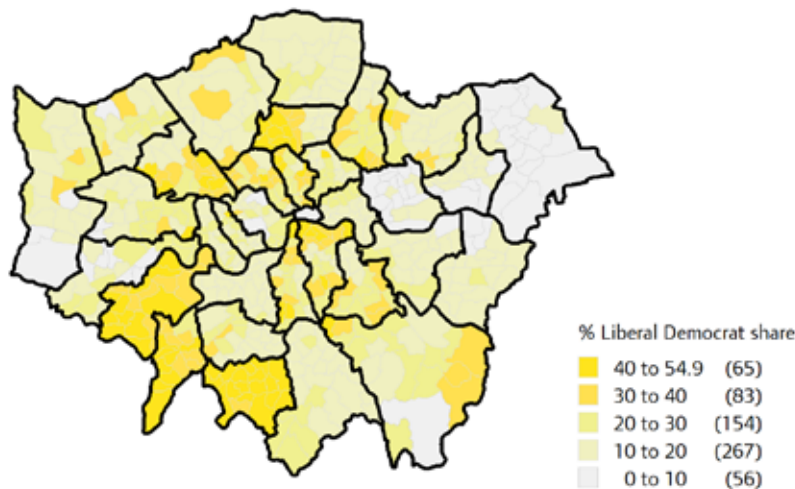 % Liberal Democrat share
40 to 54.9 (65)
30 to 40 (83)
20 to 30 (154)
10 to 20 (267)
0 to 10 (56)